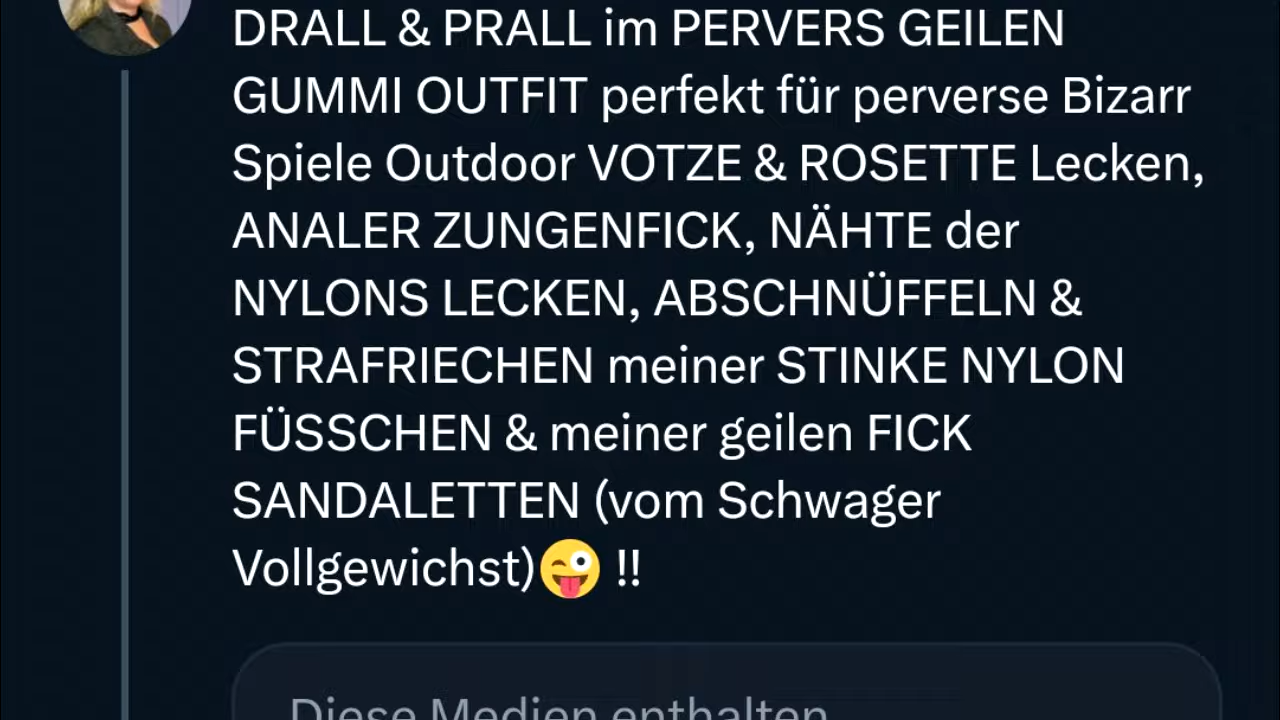 DRALL & PRALL im PERVERS GEILEN
GUMMI OUTFIT perfekt für perverse Bizarr
Spiele Outdoor VOTZE & ROSETTE Lecken,
ANALER ZUNGENFICK, NÄHTE der
NYLONS LECKEN, ABSCHNÜFFELN &
STRAFRIECHEN meiner STINKE NYLON
FÜSSCHEN & meiner geilen FICK
SANDALETTEN (vom Schwager
Vollgewichst)😜 !!
Diese Medien enthalten